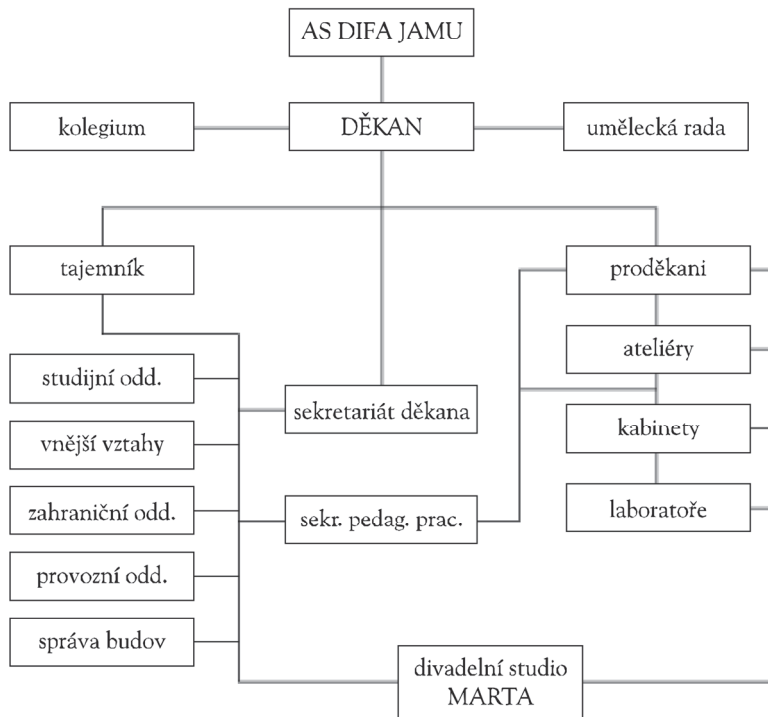 AS DIFA JAMU
kolegium
DĚKAN
umělecká rada
tajemník
proděkani
studijní odd.
sekretariát děkana
ateliéry
vnější vztahy
kabinety
zahraniční odd.
sekr. pedag. prac.
laboratoře
provozní odd.
správa budov
divadelní studio
MARTA